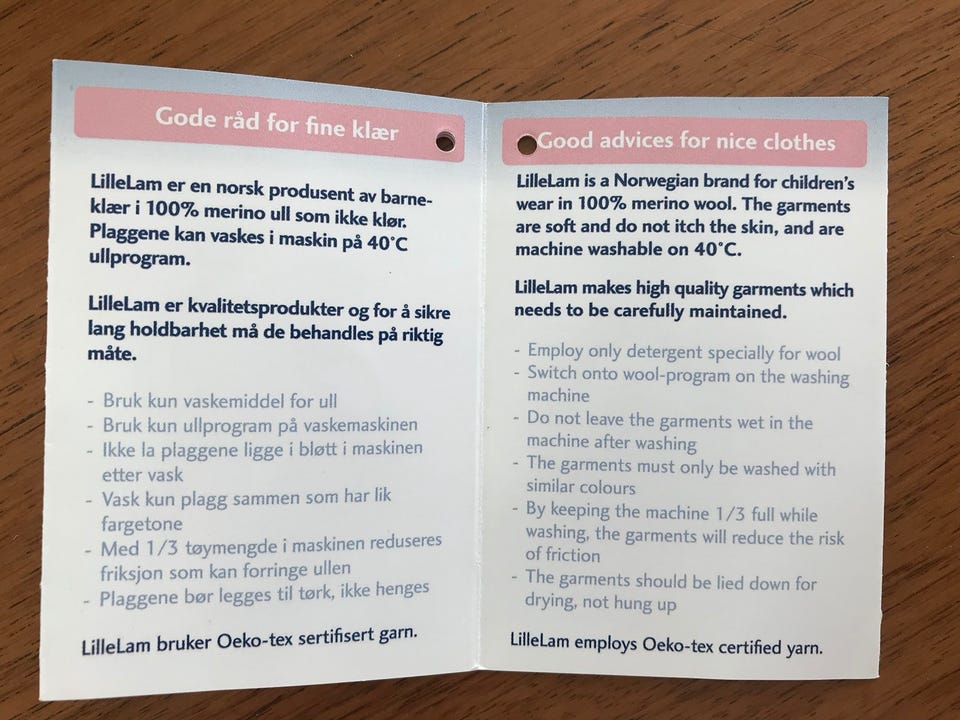 Gode råd for fine klær
LilleLam er en norsk produsent av barne-
klær i 100% merino ull som ikke klør.
Plaggene kan vaskes i maskin på 40°C
ullprogram.
LilleLam er kvalitetsprodukter og for å sikre
lang holdbarhet må de behandles på riktig
måte.
- Bruk kun vaskemiddel for ull
- Bruk kun ullprogram på vaskemaskinen
- Ikke la plaggene ligge i bløtt i maskinen
etter vask
- Vask kun plagg sammen som har lik
fargetone
- Med 1/3 tøymengde i maskinen reduseres
friksjon som kan forringe ullen
- Plaggene bør legges til tørk, ikke henges
LilleLam bruker Oeko-tex sertifisert garn.
Good advices for nice clothes
LilleLam is a Norwegian brand for children's
wear in 100% merino wool. The garments
are soft and do not itch the skin, and are
machine washable on 40°C.
LilleLam makes high quality garments which
needs to be carefully maintained.
- Employ only detergent specially for wool
- Switch onto wool-program on the washing
machine
- Do not leave the garments wet in the
machine after washing
- The garments must only be washed with
similar colours
- By keeping the machine 1/3 full while
washing, the garments will reduce the risk
of friction
- The garments should be lied down for
drying, not hung up
LilleLam employs Oeko-tex certified yarn.